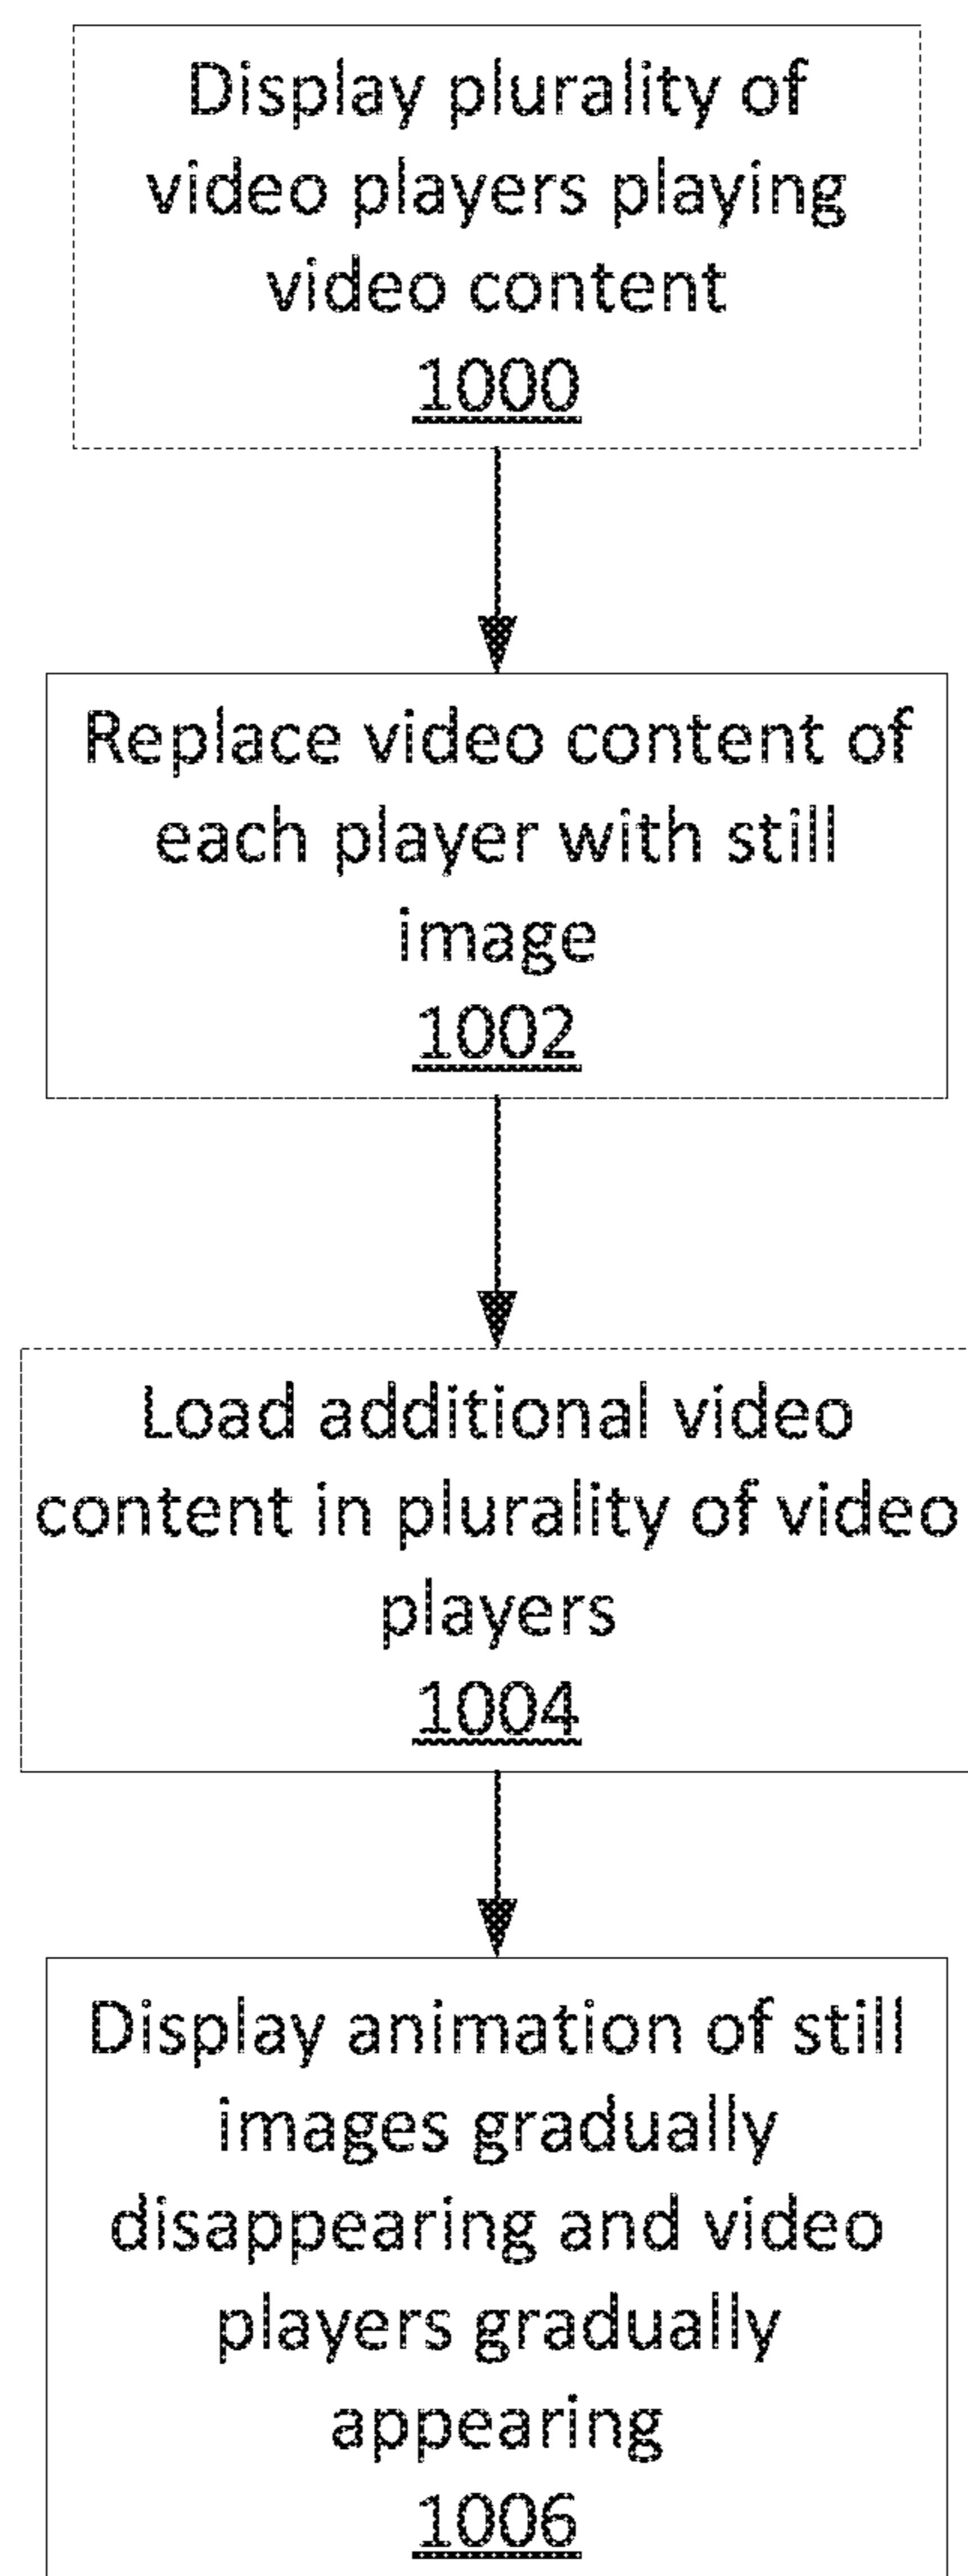 Display plurality of
video players playing
video content
1000
Replace video content of
each player with still
image
1002
Load additional video
content in plurality of video
players
1004
Display animation of still
images gradually
disappearing and video
players gradually
appearing
1006